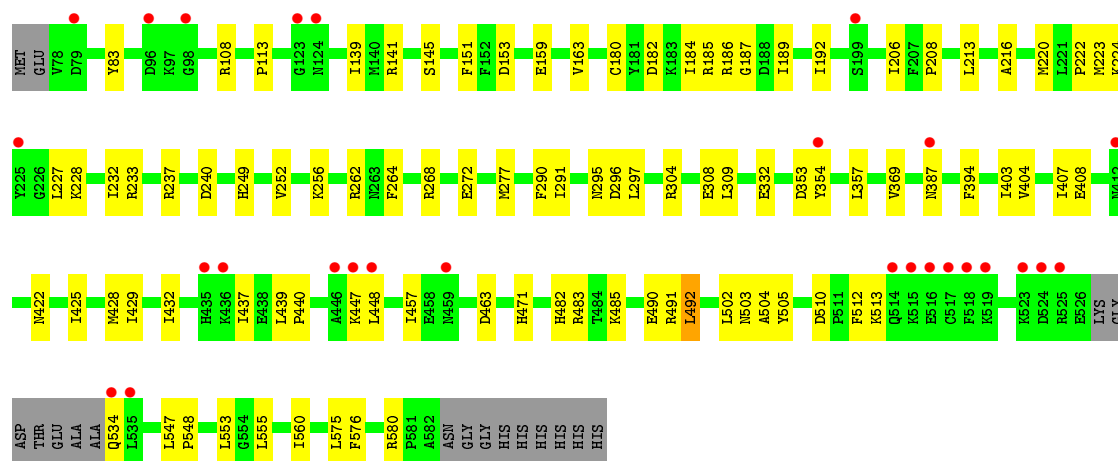 MET GLU V78 D79 Y83 D96 K97 G98 R108 P113 G123 N124 I139 M140 R141 S145 F151 F152 D153 E159 V163 C180 Y181 D182 K183 I184 R185 R186 G187 D188 I189 I192 S199 I206 F207 P208 L213 A216 M220 L221 P222 M223 K224
Y225 G226 L227 K228 I232 R233 R237 D240 H249 V252 K256 R262 N263 F264 R268 E272 M277 F290 I291 N295 D296 L297 R304 E308 L309 E332 D353 Y354 L357 V369 N387 F394 I403 V404 I407 E408
N422 I425 M428 I429 I432 H435 K436 I437 E438 L439 P440 A446 K447 L448 I457 E458 N459 D463 H471 H482 R483 T484 K485 E490 R491 L492 L502 N503 A504 Y505 D510 P511 F512 K513 Q514 K515 E516 C517 F518 K519 K523 D524 R525 E526 LYS GLY
ASP THR GLU ALA ALA Q534 L535 L547 P548 L553 G554 L555 I560 L575 F576 R580 P581 A582 ASN GLY GLY HIS HIS HIS HIS HIS HIS